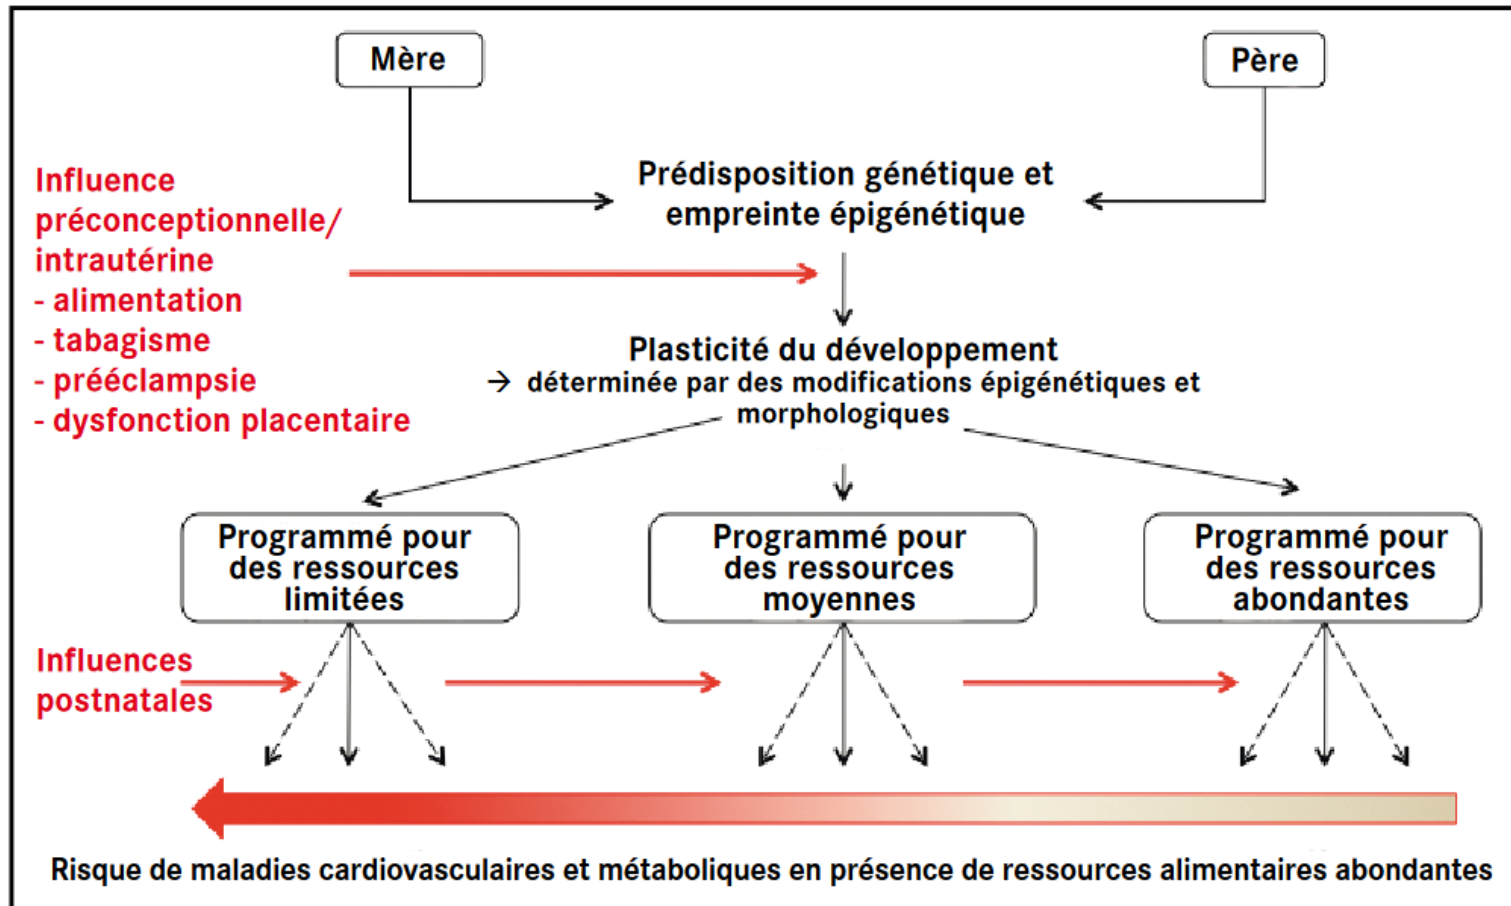 Mère
Père
Prédisposition génétique et
empreinte épigénétique
Influence
préconceptionnelle/
intrautérine
- alimentation
- tabagisme
- prééclampsie
- dysfonction placentaire
Plasticité du développement
→ déterminée par des modifications épigénétiques et
morphologiques
Programmé pour
des ressources
limitées
Programmé pour
des ressources
moyennes
Programmé pour
des ressources
abondantes
Influences
postnatales
Risque de maladies cardiovasculaires et métaboliques en présence de ressources alimentaires abondantes